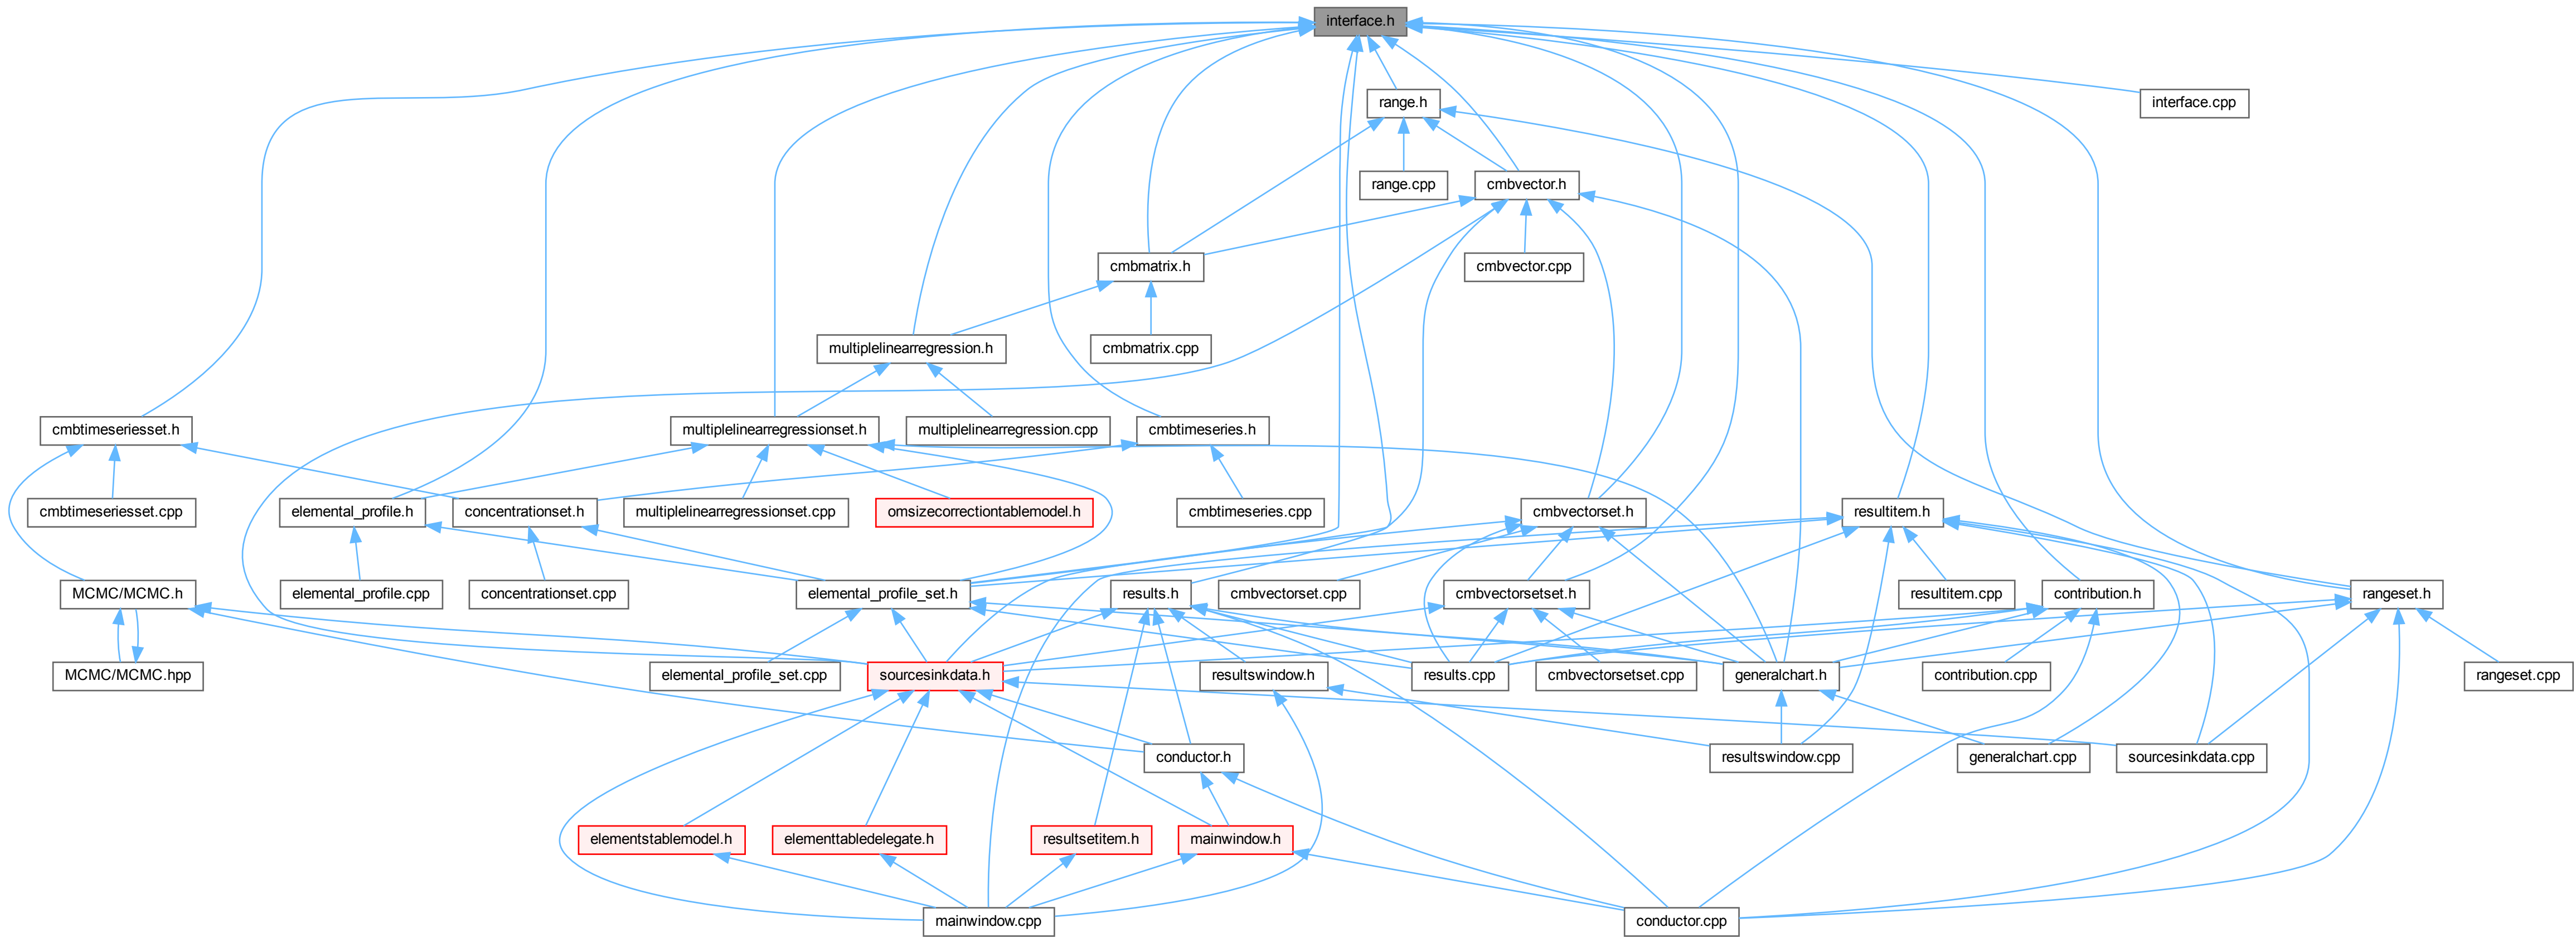 interface.h
range.h
interface.cpp
range.cpp
cmbvector.h
cmbmatrix.h
cmbvector.cpp
multiplelinearregression.h
cmbmatrix.cpp
cmbtimeseriesset.h
multiplelinearregressionset.h
multiplelinearregression.cpp
cmbtimeseries.h
cmbtimeseriesset.cpp
elemental_profile.h
concentrationset.h
multiplelinearregressionset.cpp
omsizecorrectiontablemodel.h
cmbtimeseries.cpp
cmbvectorset.h
resultitem.h
MCMC/MCMC.h
elemental_profile.cpp
concentrationset.cpp
elemental_profile_set.h
results.h
cmbvectorset.cpp
cmbvectorsetset.h
resultitem.cpp
contribution.h
rangeset.h
MCMC/MCMC.hpp
elemental_profile_set.cpp
sourcesinkdata.h
resultswindow.h
results.cpp
cmbvectorsetset.cpp
generalchart.h
contribution.cpp
rangeset.cpp
conductor.h
resultswindow.cpp
generalchart.cpp
sourcesinkdata.cpp
elementstablemodel.h
elementtabledelegate.h
resultsetitem.h
mainwindow.h
mainwindow.cpp
conductor.cpp